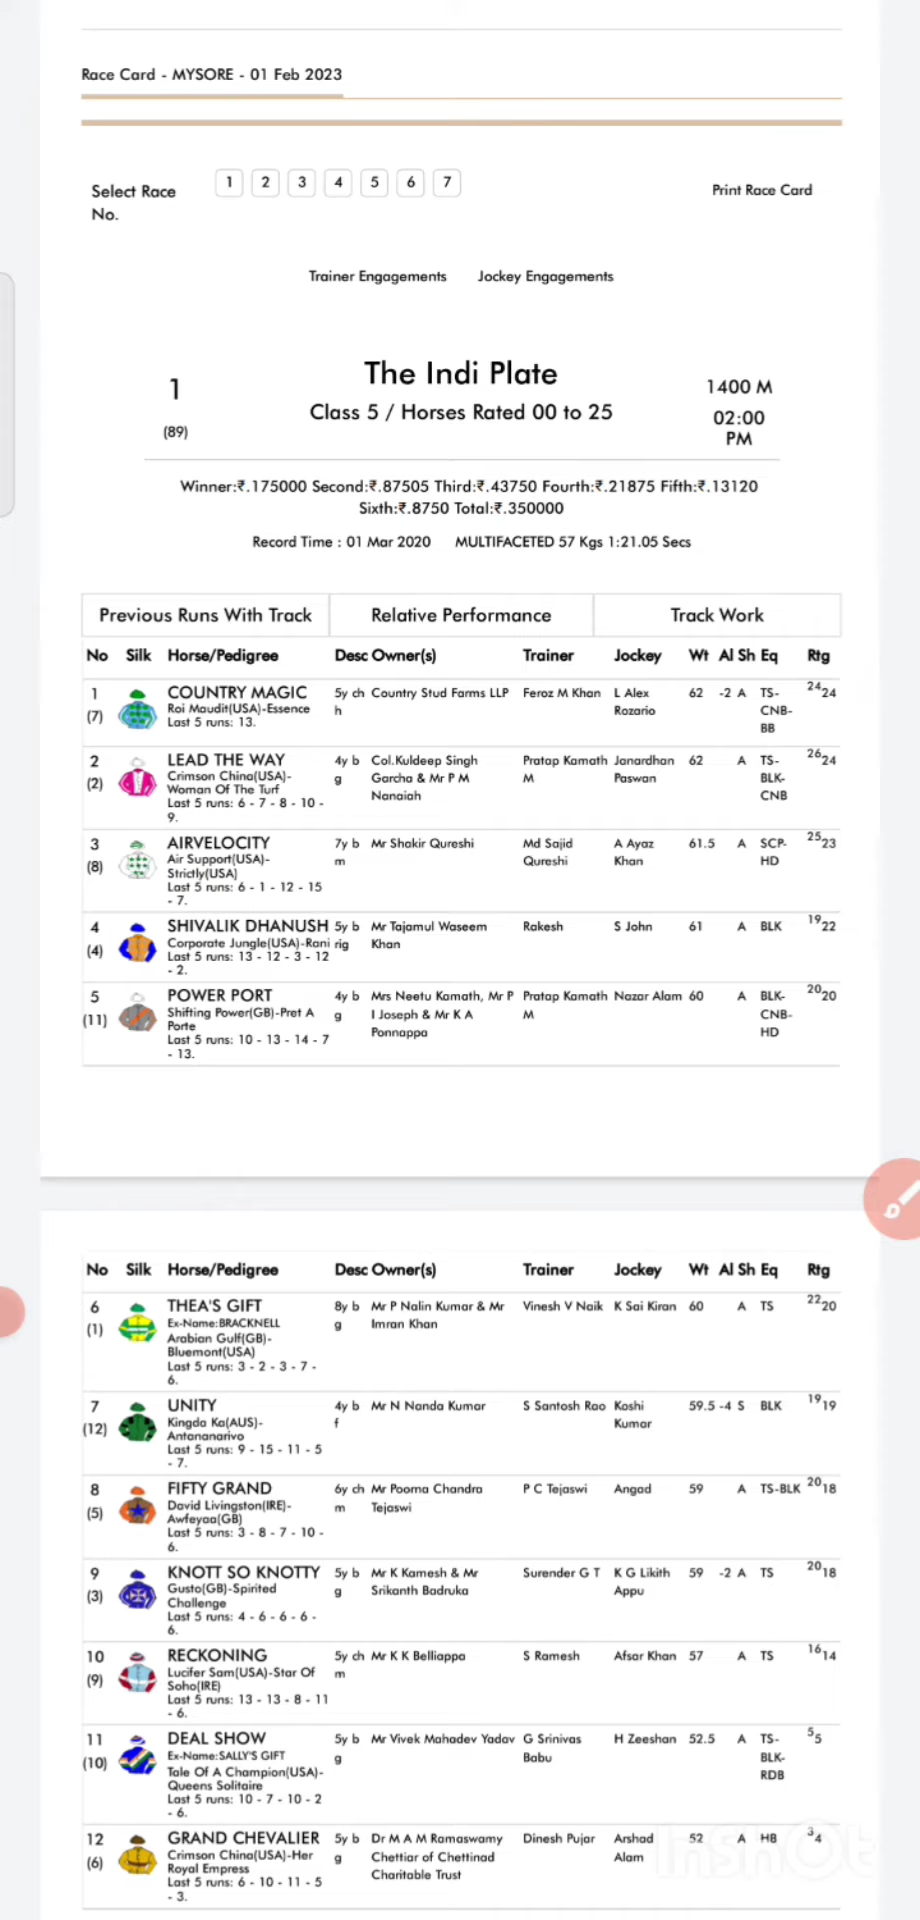 Race Card - MYSORE - 01 Feb 2023
Select Race No.
1 2 3 4 5 6 7
Print Race Card
Trainer Engagements Jockey Engagements
1
(89)
The Indi Plate
Class 5 / Horses Rated 00 to 25
1400 M
02:00 PM
Winner:₹.175000 Second:₹.87505 Third:₹.43750 Fourth:₹.21875 Fifth:₹.13120
Sixth:₹.8750 Total:₹.350000
Record Time : 01 Mar 2020 MULTIFACETED 57 Kgs 1:21.05 Secs
Previous Runs With Track Relative Performance Track Work
No Silk Horse/Pedigree Desc Owner(s) Trainer Jockey Wt Al Sh Eq Rtg
1 COUNTRY MAGIC 5y ch Country Stud Farms LLP Feroz M Khan L Alex 62 -2 A TS- 24 24
(7) Roi Maudit(USA)-Essence h Rozario CNB-
Last 5 runs: 13. BB
2 LEAD THE WAY 4y b Col.Kuldeep Singh Pratap Kamath Janardhan 62 A TS- 26 24
(2) Crimson China(USA)- g Garcha & Mr P M M Paswan BLK-
Woman Of The Turf Nanaiah CNB
Last 5 runs: 6 - 7 - 8 - 10 -
9.
3 AIRVELOCITY 7y b Mr Shakir Qureshi Md Sajid A Ayaz 61.5 A SCP- 25 23
(8) Air Support(USA)- m Qureshi Khan HD
Strictly(USA)
Last 5 runs: 6 - 1 - 12 - 15
- 7.
4 SHIVALIK DHANUSH 5y b Mr Tajamul Waseem Rakesh S John 61 A BLK 19 22
(4) Corporate Jungle(USA)-Rani rig Khan
Last 5 runs: 13 - 12 - 3 - 12
- 2.
5 POWER PORT 4y b Mrs Neetu Kamath, Mr P Pratap Kamath Nazar Alam 60 A BLK- 20 20
(11) Shifting Power(GB)-Pret A g I Joseph & Mr K A M CNB-
Porte Ponnappa HD
Last 5 runs: 10 - 13 - 14 - 7
- 13.
No Silk Horse/Pedigree Desc Owner(s) Trainer Jockey Wt Al Sh Eq Rtg
6 THEA'S GIFT 8y b Mr P Nalin Kumar & Mr Vinesh V Naik K Sai Kiran 60 A TS 22 20
(1) Ex-Name:BRACKNELL g Imran Khan
Arabian Gulf(GB)-
Bluemont(USA)
Last 5 runs: 3 - 2 - 3 - 7 -
6.
7 UNITY 4y b Mr N Nanda Kumar S Santosh Rao Koshi 59.5 -4 S BLK 19 19
(12) Kingda Ka(AUS)- f Kumar
Antananarivo
Last 5 runs: 9 - 15 - 11 - 5
- 7.
8 FIFTY GRAND 6y ch Mr Poorna Chandra P C Tejaswi Angad 59 A TS-BLK 20 18
(5) David Livingston(IRE)- m Tejaswi
Awfeyaa(GB)
Last 5 runs: 3 - 8 - 7 - 10 -
6.
9 KNOTT SO KNOTTY 5y b Mr K Kamesh & Mr Surender G T K G Likith 59 -2 A TS 20 18
(3) Gusto(GB)-Spirited g Srikanth Badruka Appu
Challenge
Last 5 runs: 4 - 6 - 6 - 6 -
6.
10 RECKONING 5y ch Mr K K Belliappa S Ramesh Afsar Khan 57 A TS 16 14
(9) Lucifer Sam(USA)-Star Of m
Soho(IRE)
Last 5 runs: 13 - 13 - 8 - 11
- 6.
11 DEAL SHOW 5y b Mr Vivek Mahadev Yadav G Srinivas H Zeeshan 52.5 A TS- 5 5
(10) Ex-Name:SALLY'S GIFT g Babu BLK-
Tale Of A Champion(USA)- RDB
Queens Solitaire
Last 5 runs: 10 - 7 - 10 - 2
- 6.
12 GRAND CHEVALIER 5y b Dr M A M Ramaswamy Dinesh Pujar Arshad 52 A HB 3 4
(6) Crimson China(USA)-Her g Chettiar of Chettinad Alam
Royal Empress Charitable Trust
Last 5 runs: 6 - 10 - 11 - 5
- 3.
InShOt